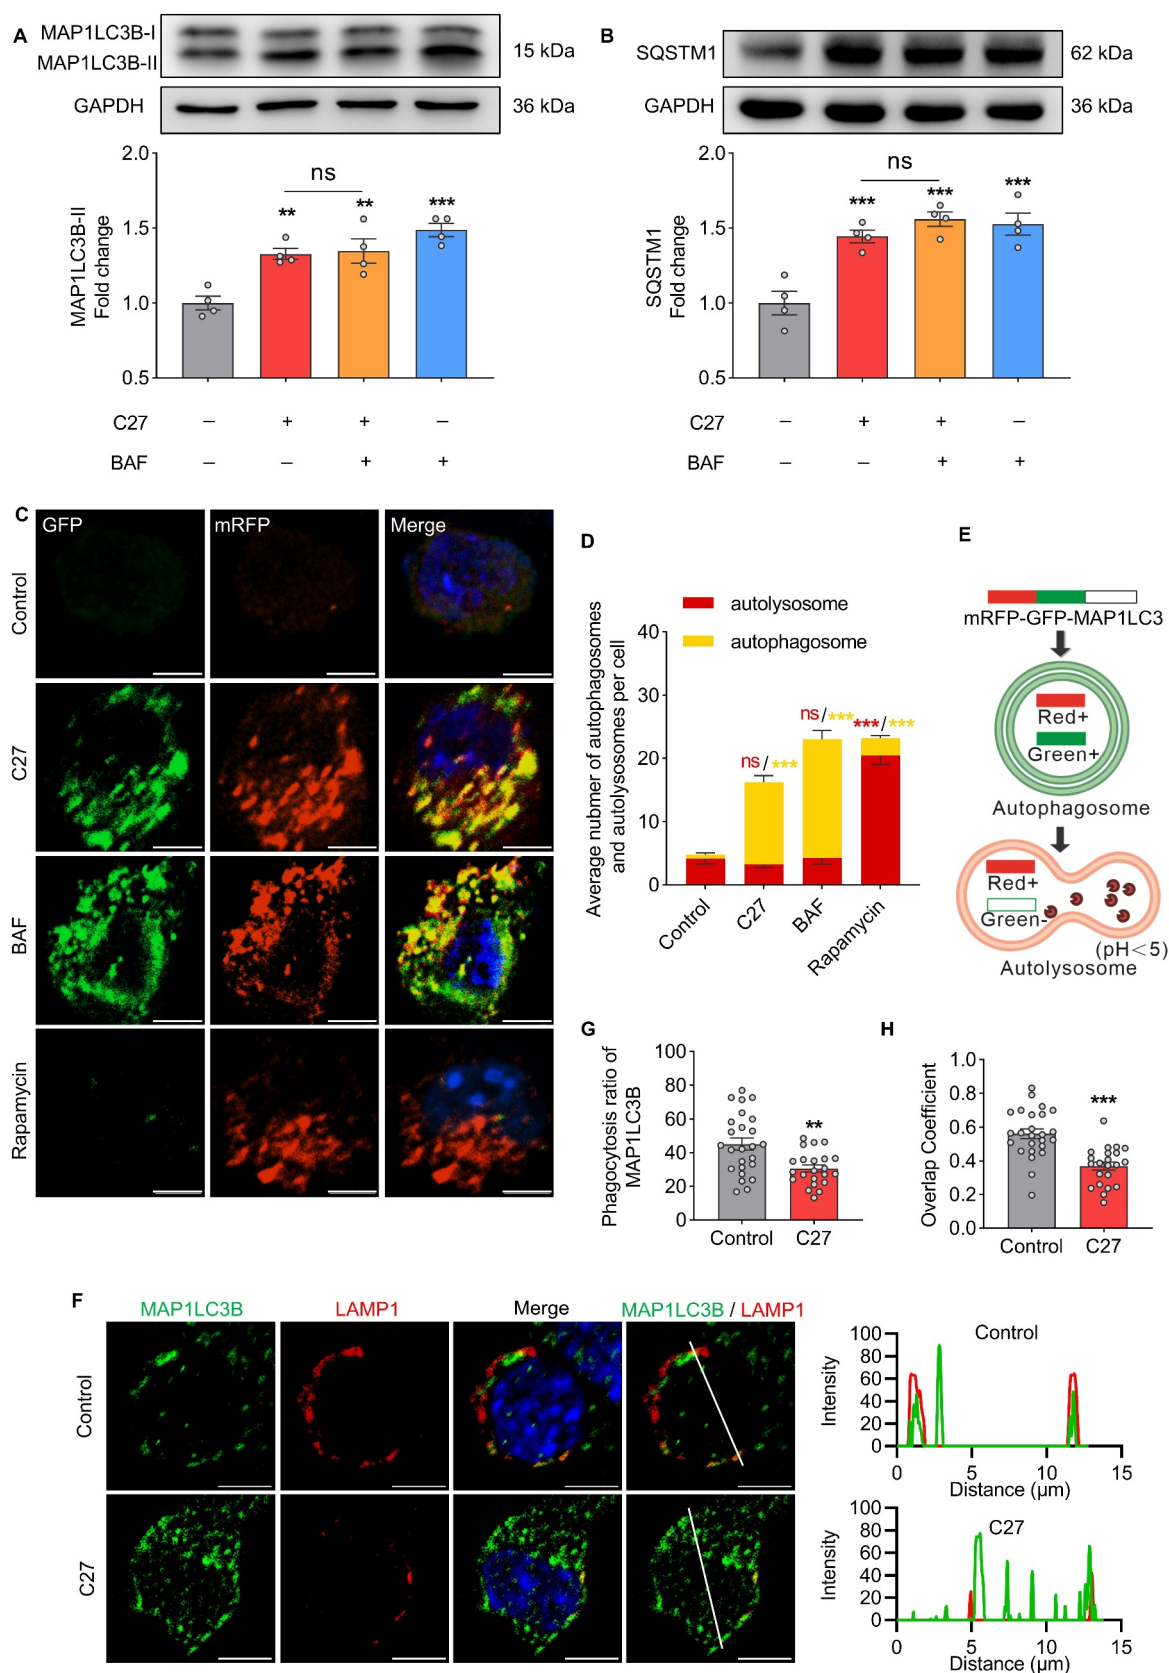 A
MAP1LC3B-I
MAP1LC3B-II
15 kDa
GAPDH
36 kDa
MAP1LC3B-II
Fold change
2.0
1.5
1.0
0.5
ns
**
**
***
C27
– + + –
BAF
– – + +
B
SQSTM1
62 kDa
GAPDH
36 kDa
SQSTM1
Fold change
2.0
1.5
1.0
0.5
ns
***
***
***
C27
– + + –
BAF
– – + +
C
GFP
mRFP
Merge
Control
C27
BAF
Rapamycin
D
autolysosome
autophagosome
Average nubmer of autophagosomes
and autolysosomes per cell
40
30
20
10
0
ns/***
ns/***
***/***
Control
C27
BAF
Rapamycin
E
mRFP-GFP-MAP1LC3
Red+
Green+
Autophagosome
Red+
Green-
(pH<5)
Autolysosome
G
Phagocytosis ratio of
MAP1LC3B
100
80
60
40
20
0
**
Control
C27
H
Overlap Coefficient
1.0
0.8
0.6
0.4
0.2
0.0
***
Control
C27
F
MAP1LC3B
LAMP1
Merge
MAP1LC3B / LAMP1
Control
C27
Control
Intensity
100
80
60
40
20
0
0 5 10 15
Distance (μm)
C27
Intensity
100
80
60
40
20
0
0 5 10 15
Distance (μm)